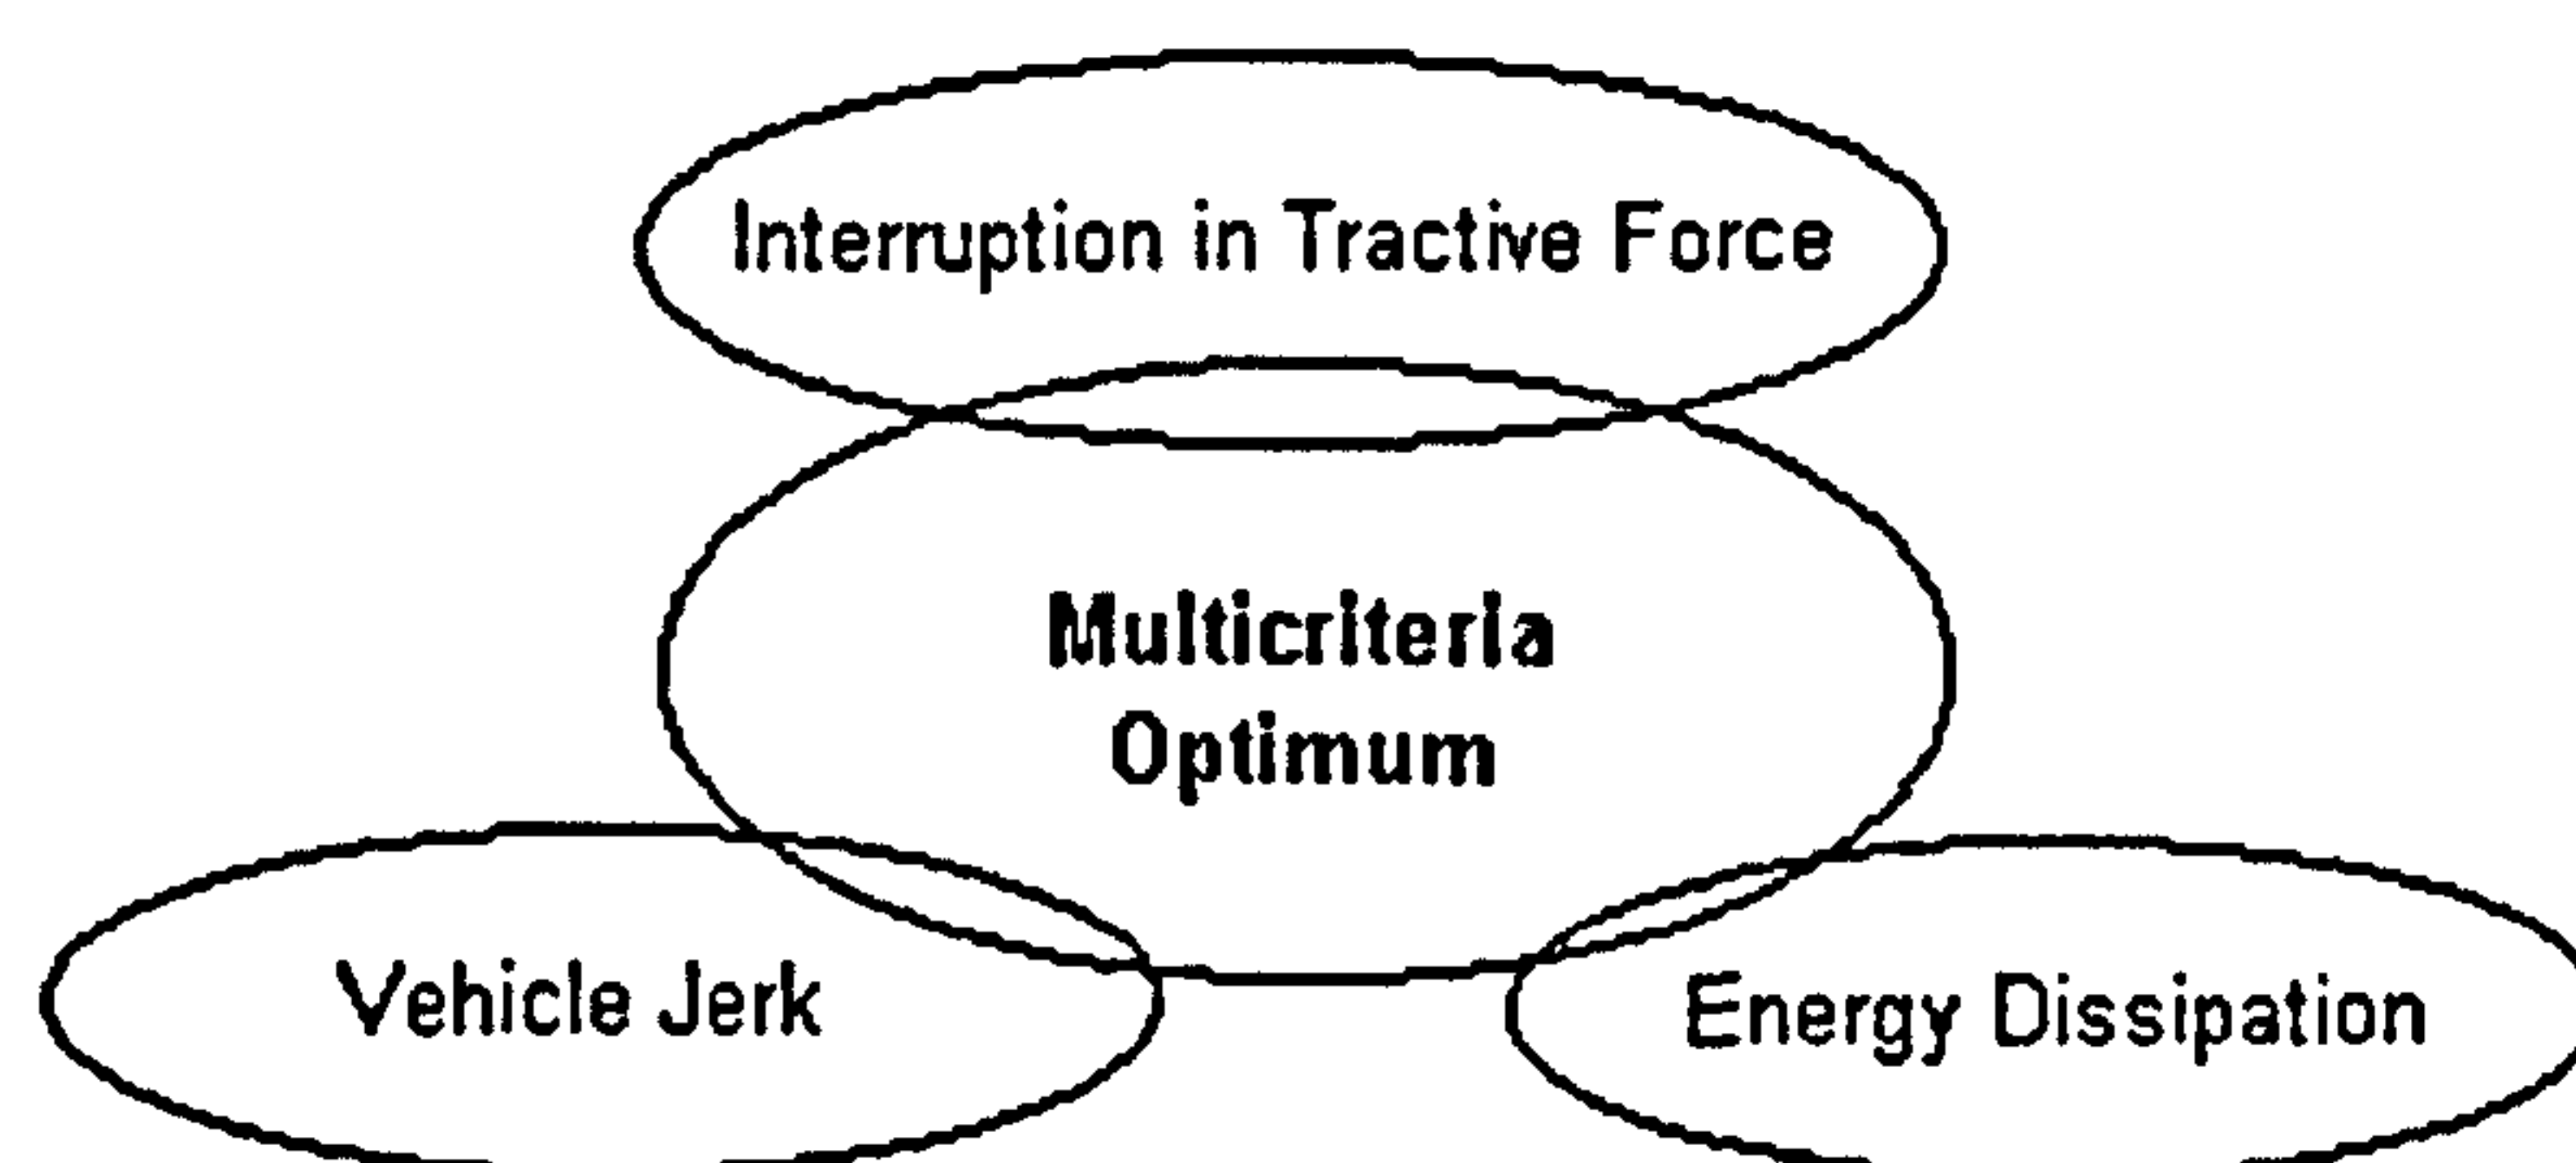 Interruption in Tractive Force
Multicriteria
Optimum
Vehicle Jerk
Energy Dissipation